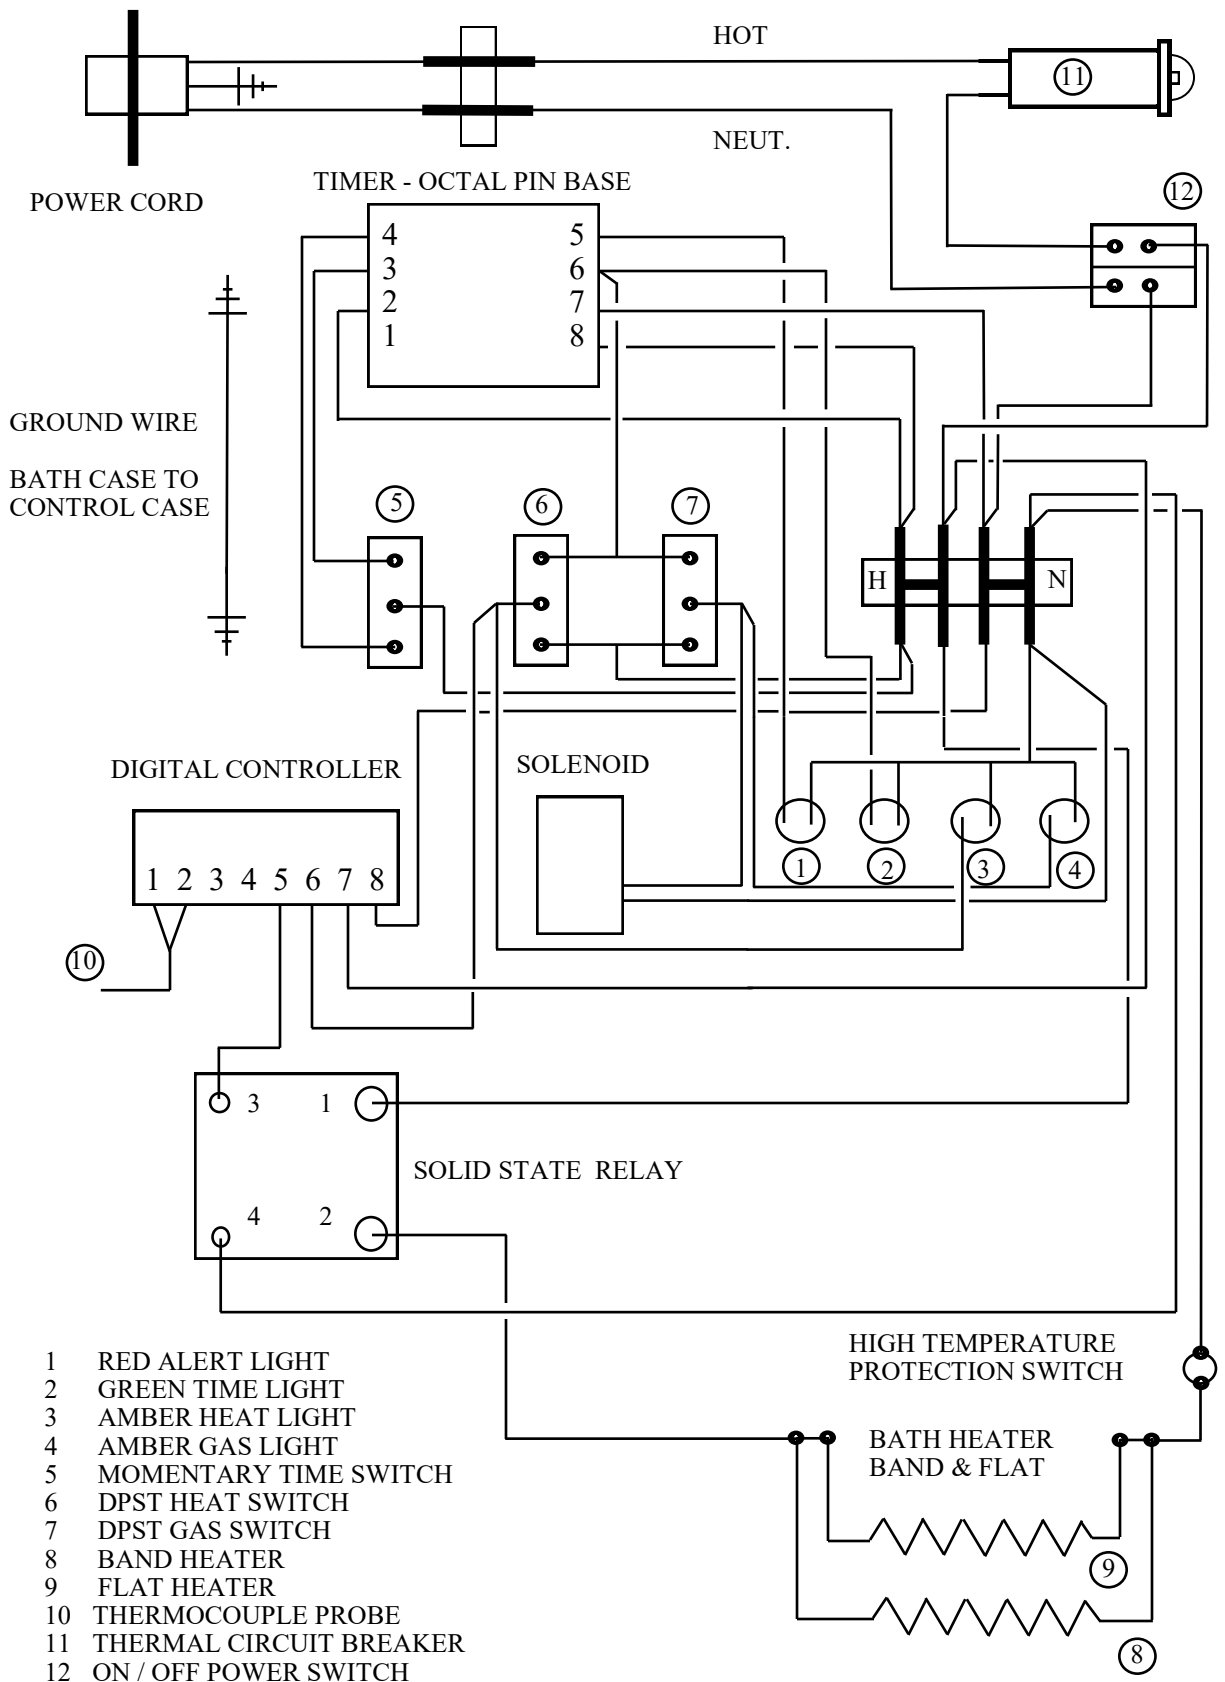 HOT
11
NEUT.
POWER CORD
TIMER - OCTAL PIN BASE
12
4 5
3 6
2 7
1 8
GROUND WIRE
BATH CASE TO
CONTROL CASE
5
6
7
H N
DIGITAL CONTROLLER
SOLENOID
1 2 3 4 5 6 7 8
1
2
3
4
10
3 1
SOLID STATE RELAY
4 2
HIGH TEMPERATURE
PROTECTION SWITCH
BATH HEATER
BAND & FLAT
9
8
1 RED ALERT LIGHT
2 GREEN TIME LIGHT
3 AMBER HEAT LIGHT
4 AMBER GAS LIGHT
5 MOMENTARY TIME SWITCH
6 DPST HEAT SWITCH
7 DPST GAS SWITCH
8 BAND HEATER
9 FLAT HEATER
10 THERMOCOUPLE PROBE
11 THERMAL CIRCUIT BREAKER
12 ON / OFF POWER SWITCH